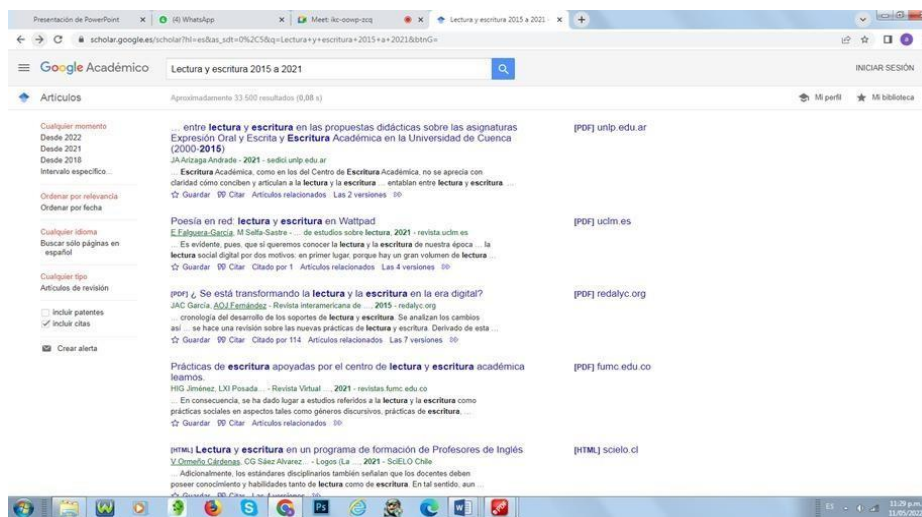 Presentación de PowerPoint
(4) WhatsApp
Meet: ikc-oowp-zcq
Lectura y escritura 2015 a 2021 -
scholar.google.es/scholar?hl=es&as_sdt=0%2C5&q=Lectura+y+escritura+2015+a+2021&btnG=
Google Académico
Lectura y escritura 2015 a 2021
INICIAR SESIÓN
Artículos
Aproximadamente 33.500 resultados (0,08 s)
Mi perfil
Mi biblioteca
Cualquier momento
Desde 2022
Desde 2021
Desde 2018
Intervalo específico...
Ordenar por relevancia
Ordenar por fecha
Cualquier idioma
Buscar sólo páginas en
español
Cualquier tipo
Artículos de revisión
incluir patentes
incluir citas
Crear alerta
... entre lectura y escritura en las propuestas didácticas sobre las asignaturas
Expresión Oral y Escrita y Escritura Académica en la Universidad de Cuenca
(2000-2015)
JA Arizaga Andrade - 2021 - sedici.unlp.edu.ar
... Escritura Académica, como en los del Centro de Escritura Académica, no se aprecia con
claridad cómo conciben y articulan a la lectura y la escritura ... entablan entre lectura y escritura. ...
Guardar Citar Artículos relacionados Las 2 versiones
[PDF] unlp.edu.ar
Poesía en red: lectura y escritura en Wattpad
E Falguera-García, M Selfa-Sastre - ... de estudios sobre lectura, 2021 - revista.uclm.es
... Es evidente, pues, que si queremos conocer la lectura y la escritura de nuestra época ... la
lectura social digital por dos motivos: en primer lugar, porque hay un gran volumen de lectura ...
Guardar Citar Citado por 1 Artículos relacionados Las 4 versiones
[PDF] uclm.es
[PDF] ¿ Se está transformando la lectura y la escritura en la era digital?
JAC García, AOJ Fernández - Revista interamericana de ..., 2015 - redalyc.org
... cronología del desarrollo de los soportes de lectura y escritura. Se analizan los cambios
así ... se hace una revisión sobre las nuevas prácticas de lectura y escritura. Derivado de esta ...
Guardar Citar Citado por 114 Artículos relacionados Las 7 versiones
[PDF] redalyc.org
Prácticas de escritura apoyadas por el centro de lectura y escritura académica
leamos.
HIG Jiménez, LXI Posada... - Revista Virtual ..., 2021 - revistas.fumc.edu.co
... En consecuencia, se ha dado lugar a estudios referidos a la lectura y la escritura como
prácticas sociales en aspectos tales como géneros discursivos, prácticas de escritura, ...
Guardar Citar Artículos relacionados
[PDF] fumc.edu.co
[HTML] Lectura y escritura en un programa de formación de Profesores de Inglés
V Ormeño Cárdenas, CG Sáez Alvarez... - Logos (La ..., 2021 - SciELO Chile
... Adicionalmente, los estándares disciplinarios también señalan que los docentes deben
poseer conocimiento y habilidades tanto de lectura como de escritura. En tal sentido, aun ...
Guardar Citar Las 4 versiones
[HTML] scielo.cl
ES
11:29 p.m.
11/05/2022